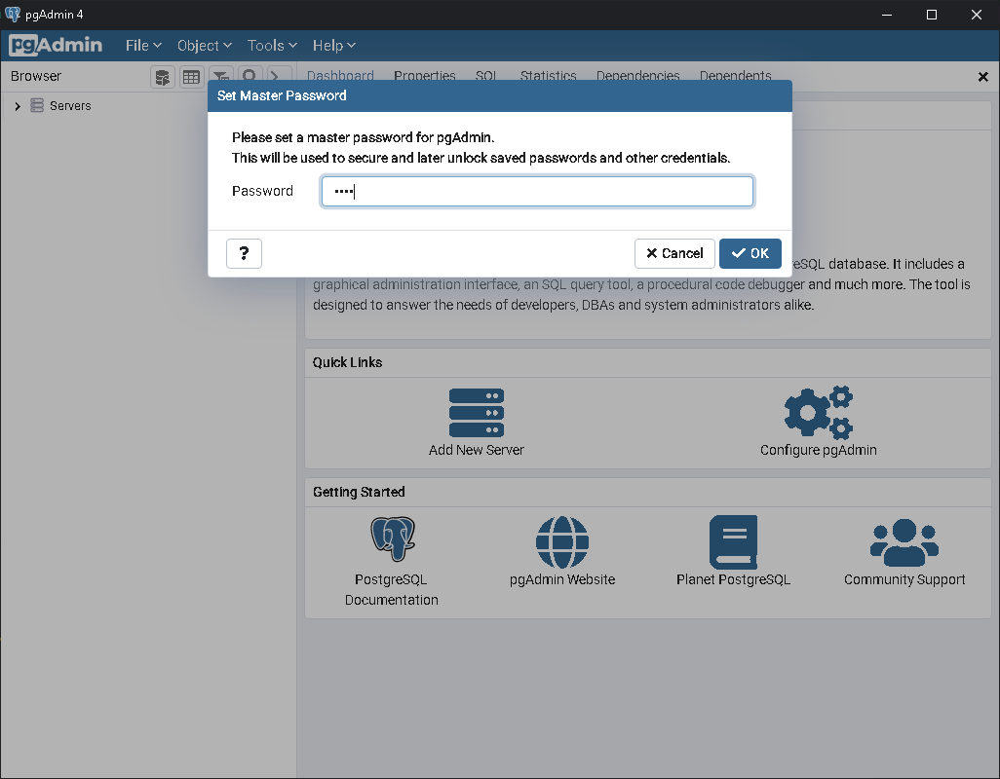 pgAdmin 4
pgAdmin File Object Tools Help
Browser Dashboard Properties SQL Statistics Dependencies Dependents
Servers
Set Master Password
Please set a master password for pgAdmin.
This will be used to secure and later unlock saved passwords and other credentials.
Password ••••
? Cancel OK
eSQL database. It includes a
graphical administration interface, an SQL query tool, a procedural code debugger and much more. The tool is
designed to answer the needs of developers, DBAs and system administrators alike.
Quick Links
Add New Server Configure pgAdmin
Getting Started
PostgreSQL Documentation
pgAdmin Website
Planet PostgreSQL
Community Support